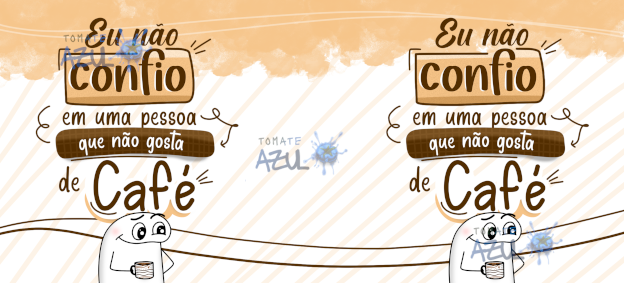 Eu não
confio
em uma pessoa
que não gosta
de Café
TOMATE
AZUL
TOMATE
AZUL
Eu não
confio
em uma pessoa
que não gosta
de Café
TOMATE
AZUL